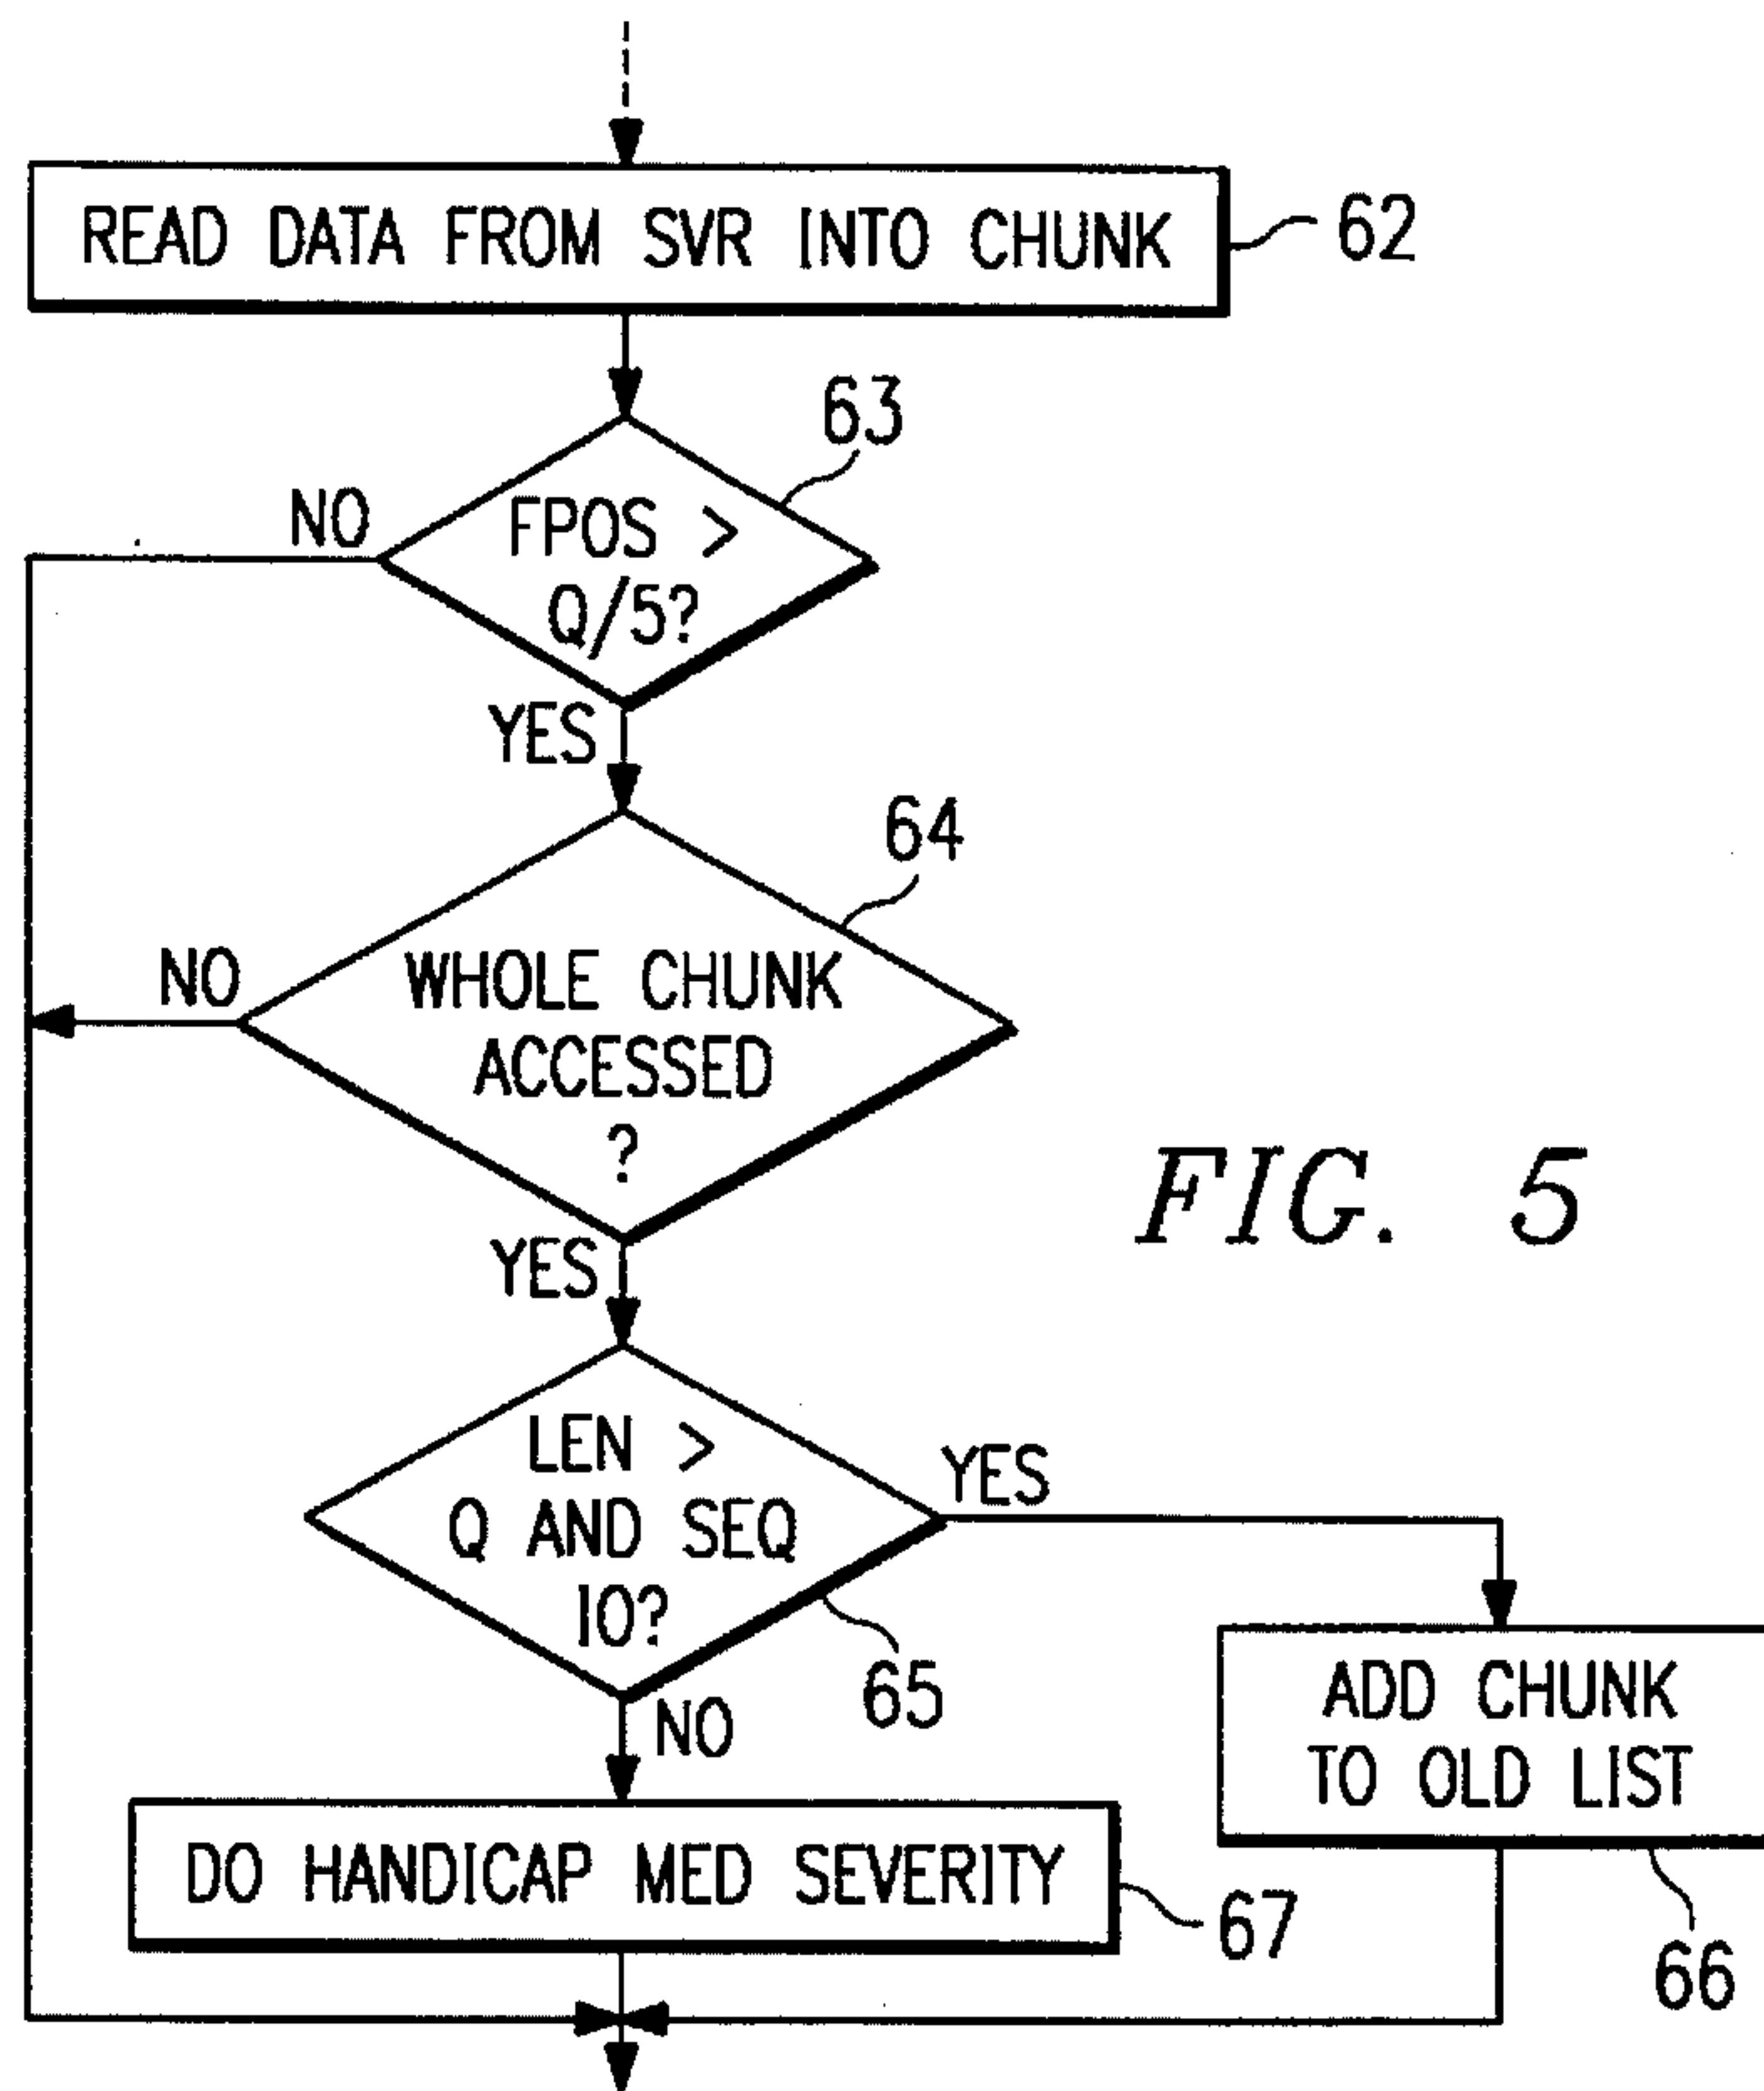 READ DATA FROM SVR INTO CHUNK
62
63
NO
FPOS >
Q/5?
YES
64
NO
WHOLE CHUNK
ACCESSED
?
FIG. 5
YES
LEN >
Q AND SEQ
IO?
YES
65
NO
ADD CHUNK
TO OLD LIST
66
DO HANDICAP MED SEVERITY
67